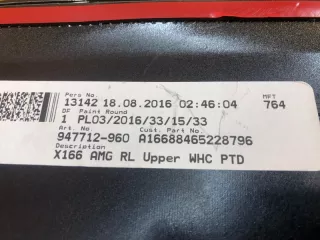 Pers No. MFT
13142 18.08.2016 02:46:04 764
OF Paint Round
1 PL03/2016/33/15/33
Art. No Cust. Part No
947712-960 A16688465228796
Description
X166 AMG RL Upper WHC PTD